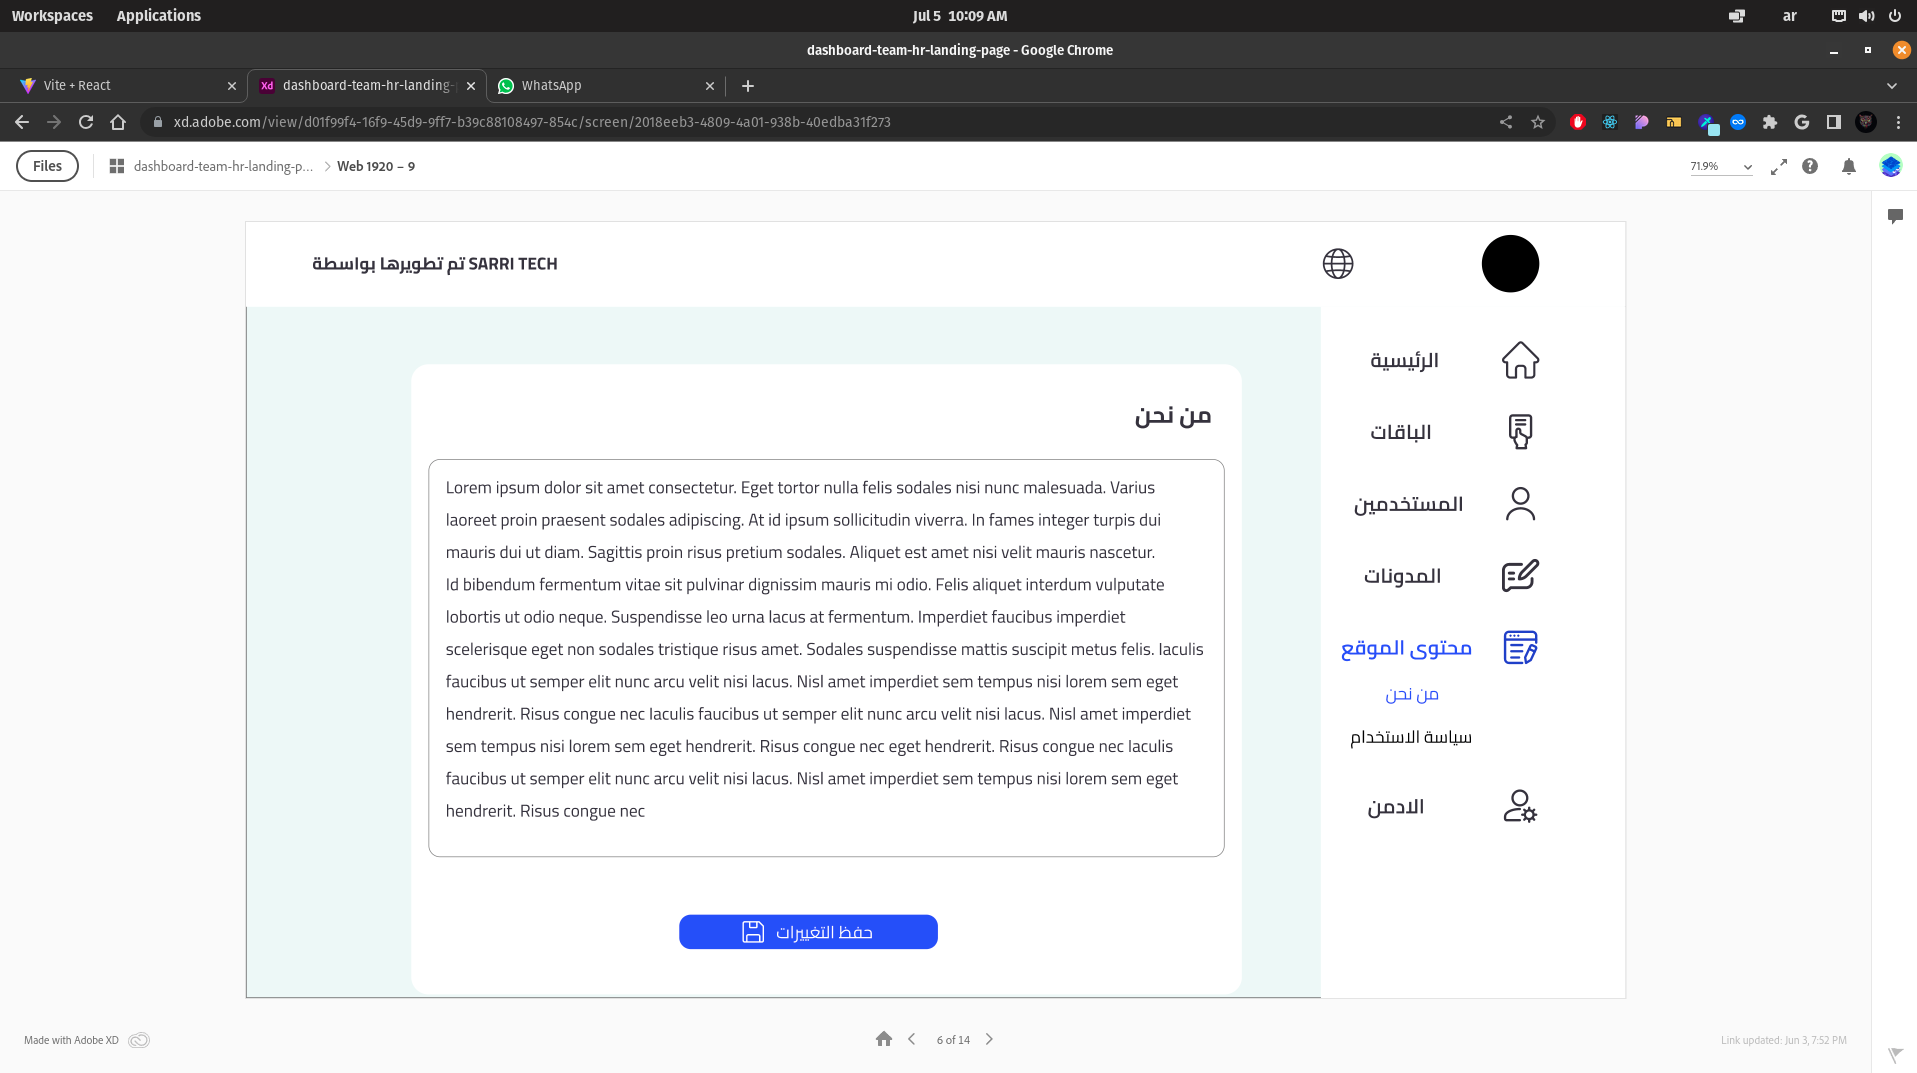 Workspaces
Applications
Jul 5 10:09 AM
ar
dashboard-team-hr-landing-page - Google Chrome
Vite + React
Xd
dashboard-team-hr-landing-
WhatsApp
xd.adobe.com/view/d01f99f4-16f9-45d9-9ff7-b39c88108497-854c/screen/2018eeb3-4809-4a01-938b-40edba31f273
Files
dashboard-team-hr-landing-p...
Web 1920 – 9
71.9%
تم تطويرها بواسطة SARRI TECH
الرئيسية
الباقات
المستخدمين
المدونات
محتوى الموقع
من نحن
سياسة الاستخدام
الادمن
من نحن
Lorem ipsum dolor sit amet consectetur. Eget tortor nulla felis sodales nisi nunc malesuada. Varius
laoreet proin praesent sodales adipiscing. At id ipsum sollicitudin viverra. In fames integer turpis dui
mauris dui ut diam. Sagittis proin risus pretium sodales. Aliquet est amet nisi velit mauris nascetur.
Id bibendum fermentum vitae sit pulvinar dignissim mauris mi odio. Felis aliquet interdum vulputate
lobortis ut odio neque. Suspendisse leo urna lacus at fermentum. Imperdiet faucibus imperdiet
scelerisque eget non sodales tristique risus amet. Sodales suspendisse mattis suscipit metus felis. Iaculis
faucibus ut semper elit nunc arcu velit nisi lacus. Nisl amet imperdiet sem tempus nisi lorem sem eget
hendrerit. Risus congue nec Iaculis faucibus ut semper elit nunc arcu velit nisi lacus. Nisl amet imperdiet
sem tempus nisi lorem sem eget hendrerit. Risus congue nec eget hendrerit. Risus congue nec Iaculis
faucibus ut semper elit nunc arcu velit nisi lacus. Nisl amet imperdiet sem tempus nisi lorem sem eget
hendrerit. Risus congue nec
حفظ التغييرات
Made with Adobe XD
6 of 14
Link updated: Jun 3, 7:52 PM